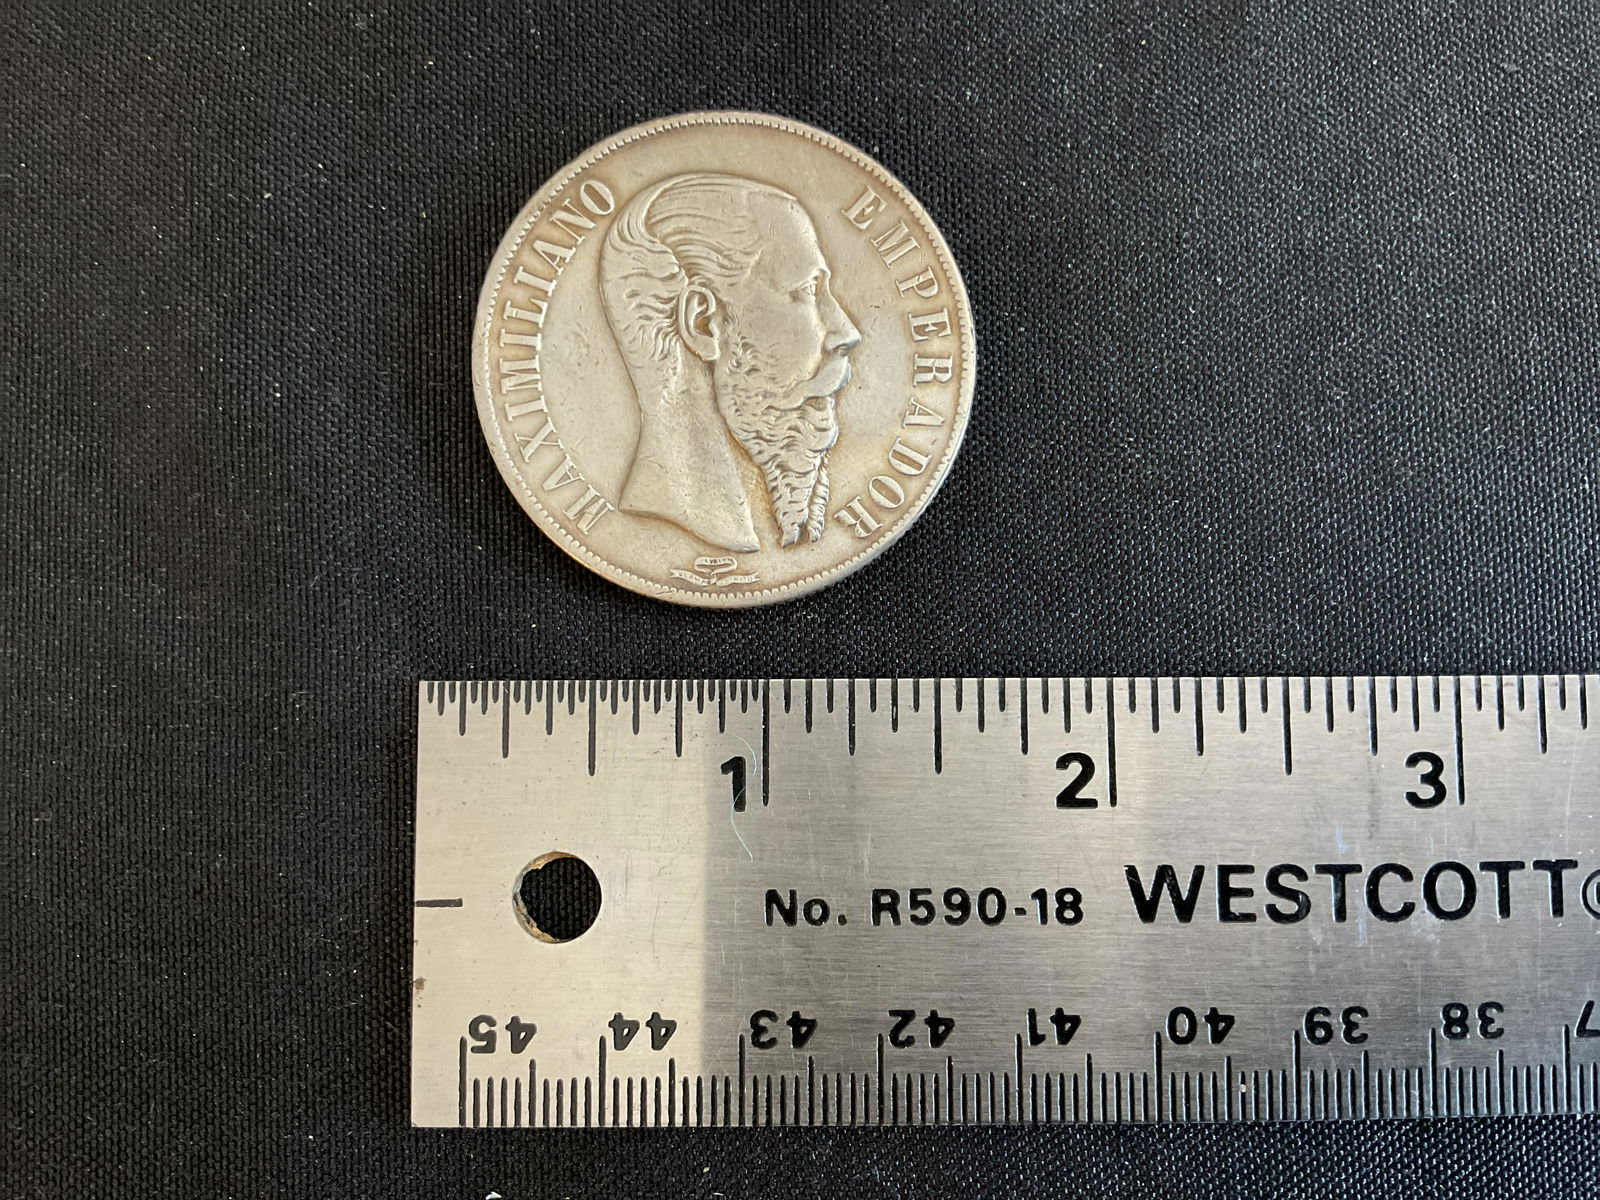 MAXIMILIANO EMPERADOR
1 2 3
No. R590-18 WESTCOTT®
45 44 43 42 41 40 39 38